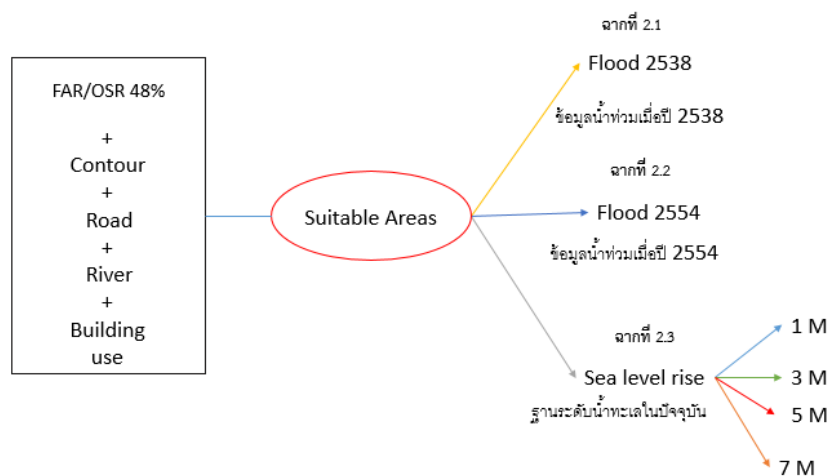 FAR/OSR 48%
+
Contour
+
Road
+
River
+
Building
use
Suitable Areas
ฉากที่ 2.1
Flood 2538
ข้อมูลน้ำท่วมเมื่อปี 2538
ฉากที่ 2.2
Flood 2554
ข้อมูลน้ำท่วมเมื่อปี 2554
ฉากที่ 2.3
Sea level rise
ฐานระดับน้ำทะเลในปัจจุบัน
1 M
3 M
5 M
7 M